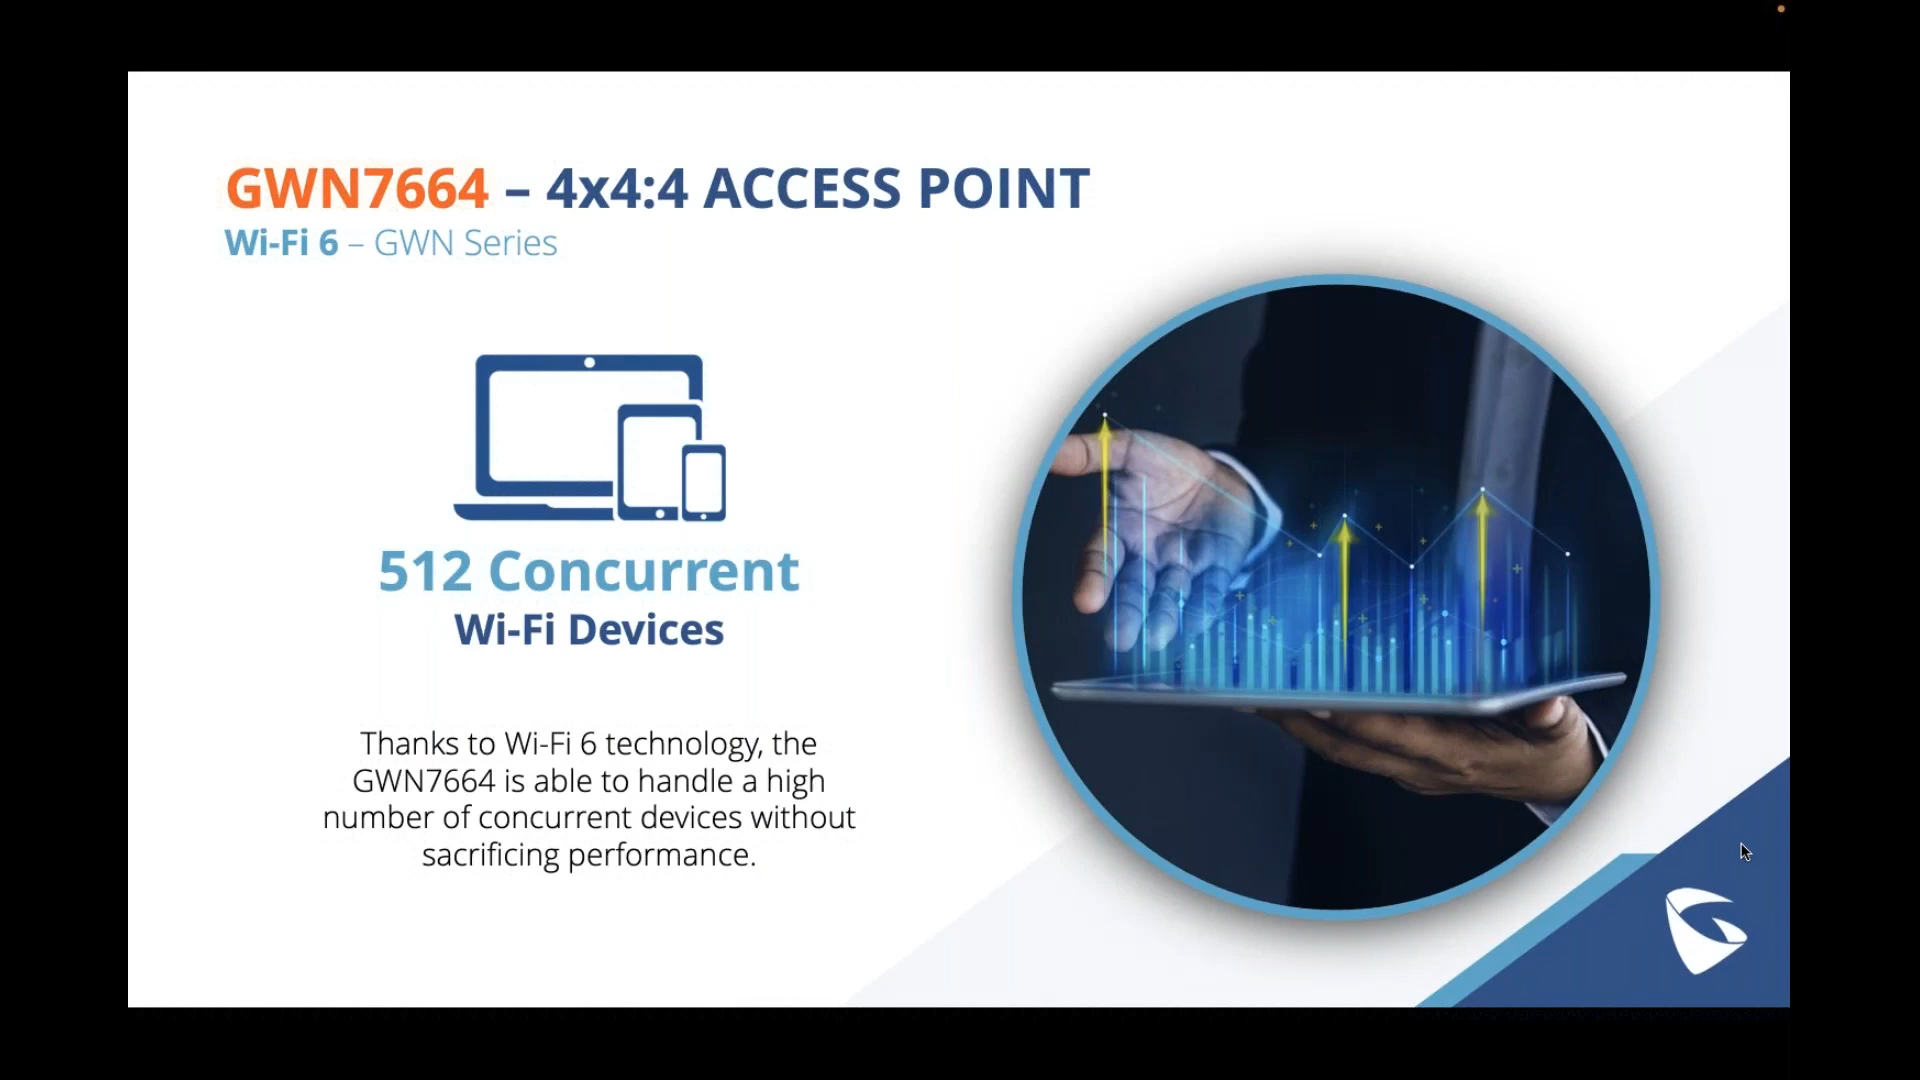 GWN7664 – 4x4:4 ACCESS POINT
Wi-Fi 6 – GWN Series
512 Concurrent
Wi-Fi Devices
Thanks to Wi-Fi 6 technology, the
GWN7664 is able to handle a high
number of concurrent devices without
sacrificing performance.